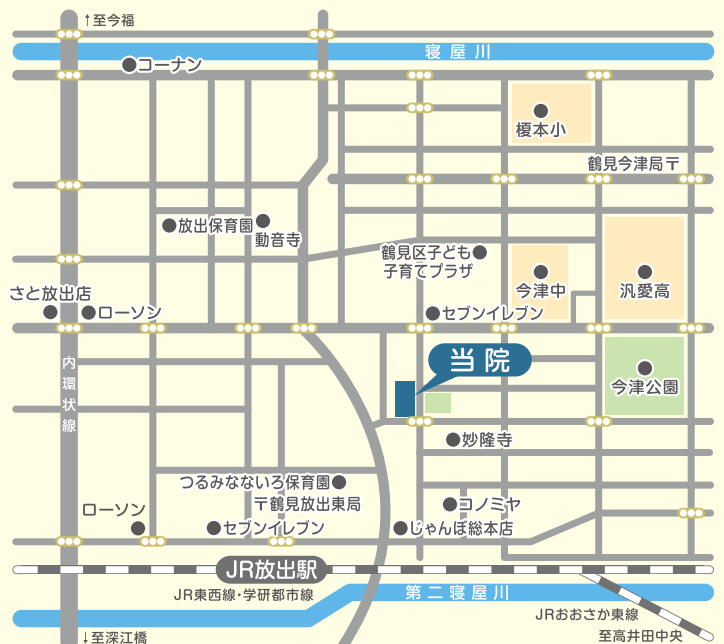 ↑至今福
寝屋川
コーナン
榎本小
鶴見今津局〒
放出保育園
動音寺
鶴見区子ども
子育てプラザ
今津中
汎愛高
さと放出店
ローソン
セブンイレブン
内環状線
当院
今津公園
妙隆寺
つるみなないろ保育園
〒鶴見放出東局
コノミヤ
ローソン
セブンイレブン
じゃんぼ総本店
JR放出駅
JR東西線・学研都市線
第二寝屋川
JRおおさか東線
↓至深江橋
至高井田中央